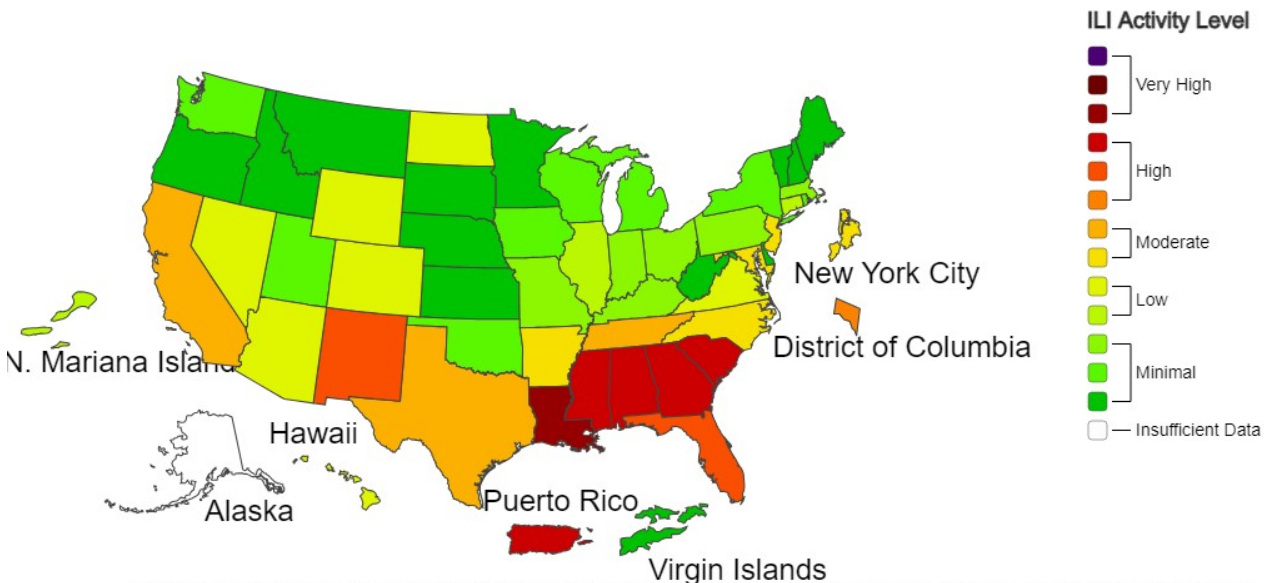 ILI Activity Level
Very High
High
Moderate
Low
Minimal
Insufficient Data
New York City
District of Columbia
N. Mariana Island
Hawaii
Alaska
Puerto Rico
Virgin Islands